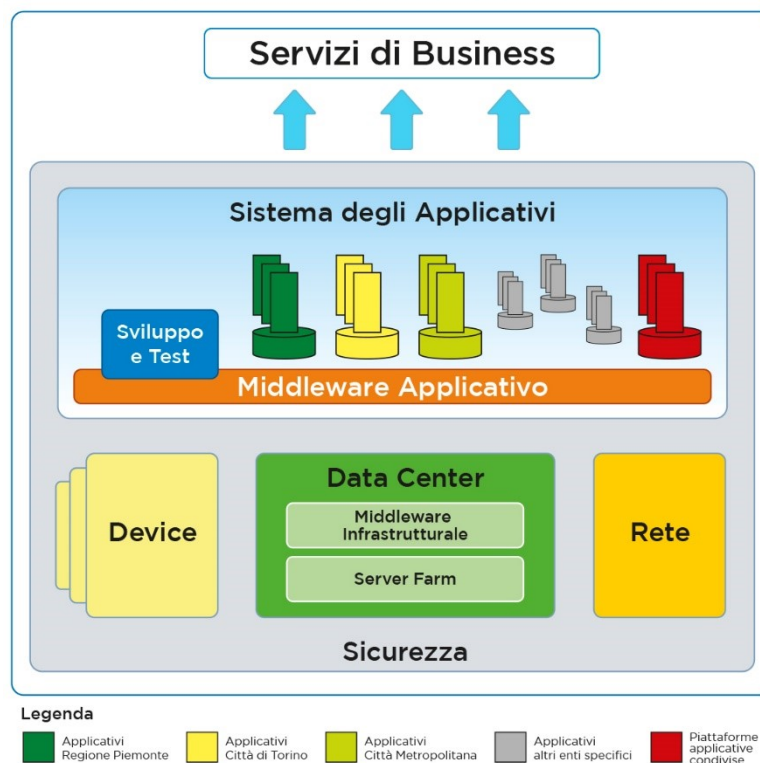 Servizi di Business
Sistema degli Applicativi
Sviluppo
e Test
Middleware Applicativo
Device
Data Center
Middleware
Infrastrutturale
Server Farm
Rete
Sicurezza
Legenda
Applicativi
Regione Piemonte
Applicativi
Città di Torino
Applicativi
Città Metropolitana
Applicativi
altri enti specifici
Piattaforme
applicative
condivise